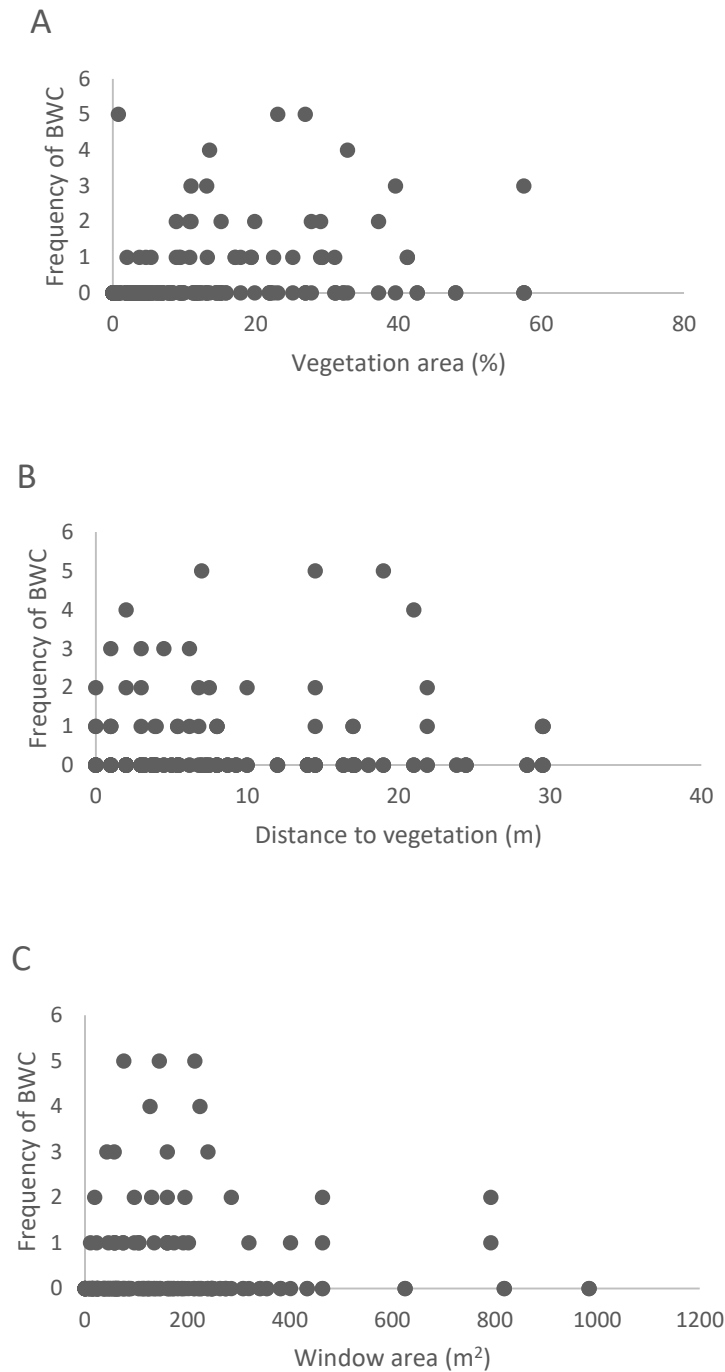 A
6
5
4
3
2
1
0
Frequency of BWC
0 20 40 60 80
Vegetation area (%)
B
6
5
4
3
2
1
0
Frequency of BWC
0 10 20 30 40
Distance to vegetation (m)
C
6
5
4
3
2
1
0
Frequency of BWC
0 200 400 600 800 1000 1200
Window area (m²)